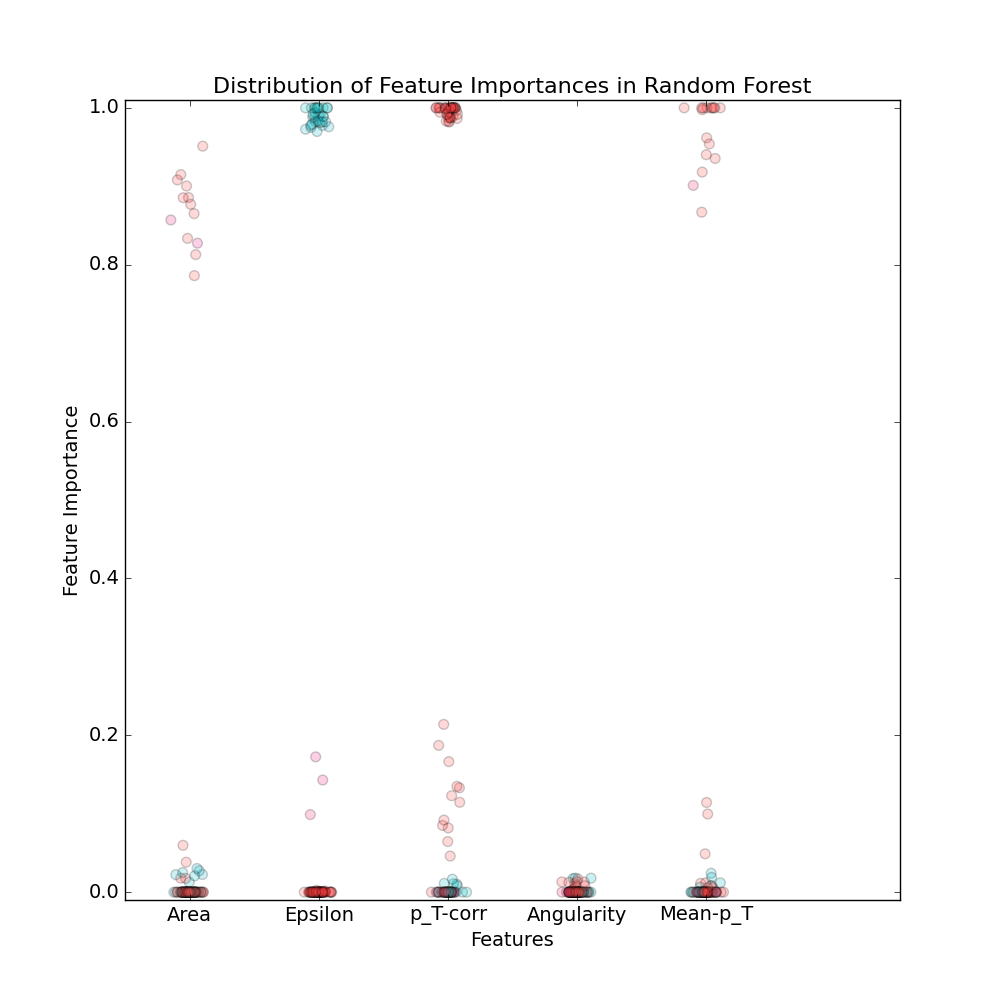 Distribution of Feature Importances in Random Forest
1.0
0.8
0.6
0.4
0.2
0.0
Feature Importance
Area Epsilon p_T-corr Angularity Mean-p_T
Features